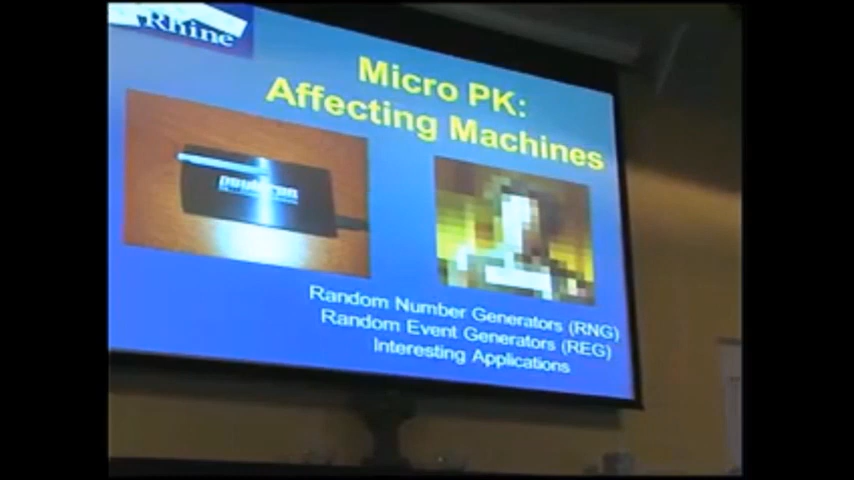 Rhine
Micro PK:
Affecting Machines
Random Number Generators (RNG)
Random Event Generators (REG)
Interesting Applications